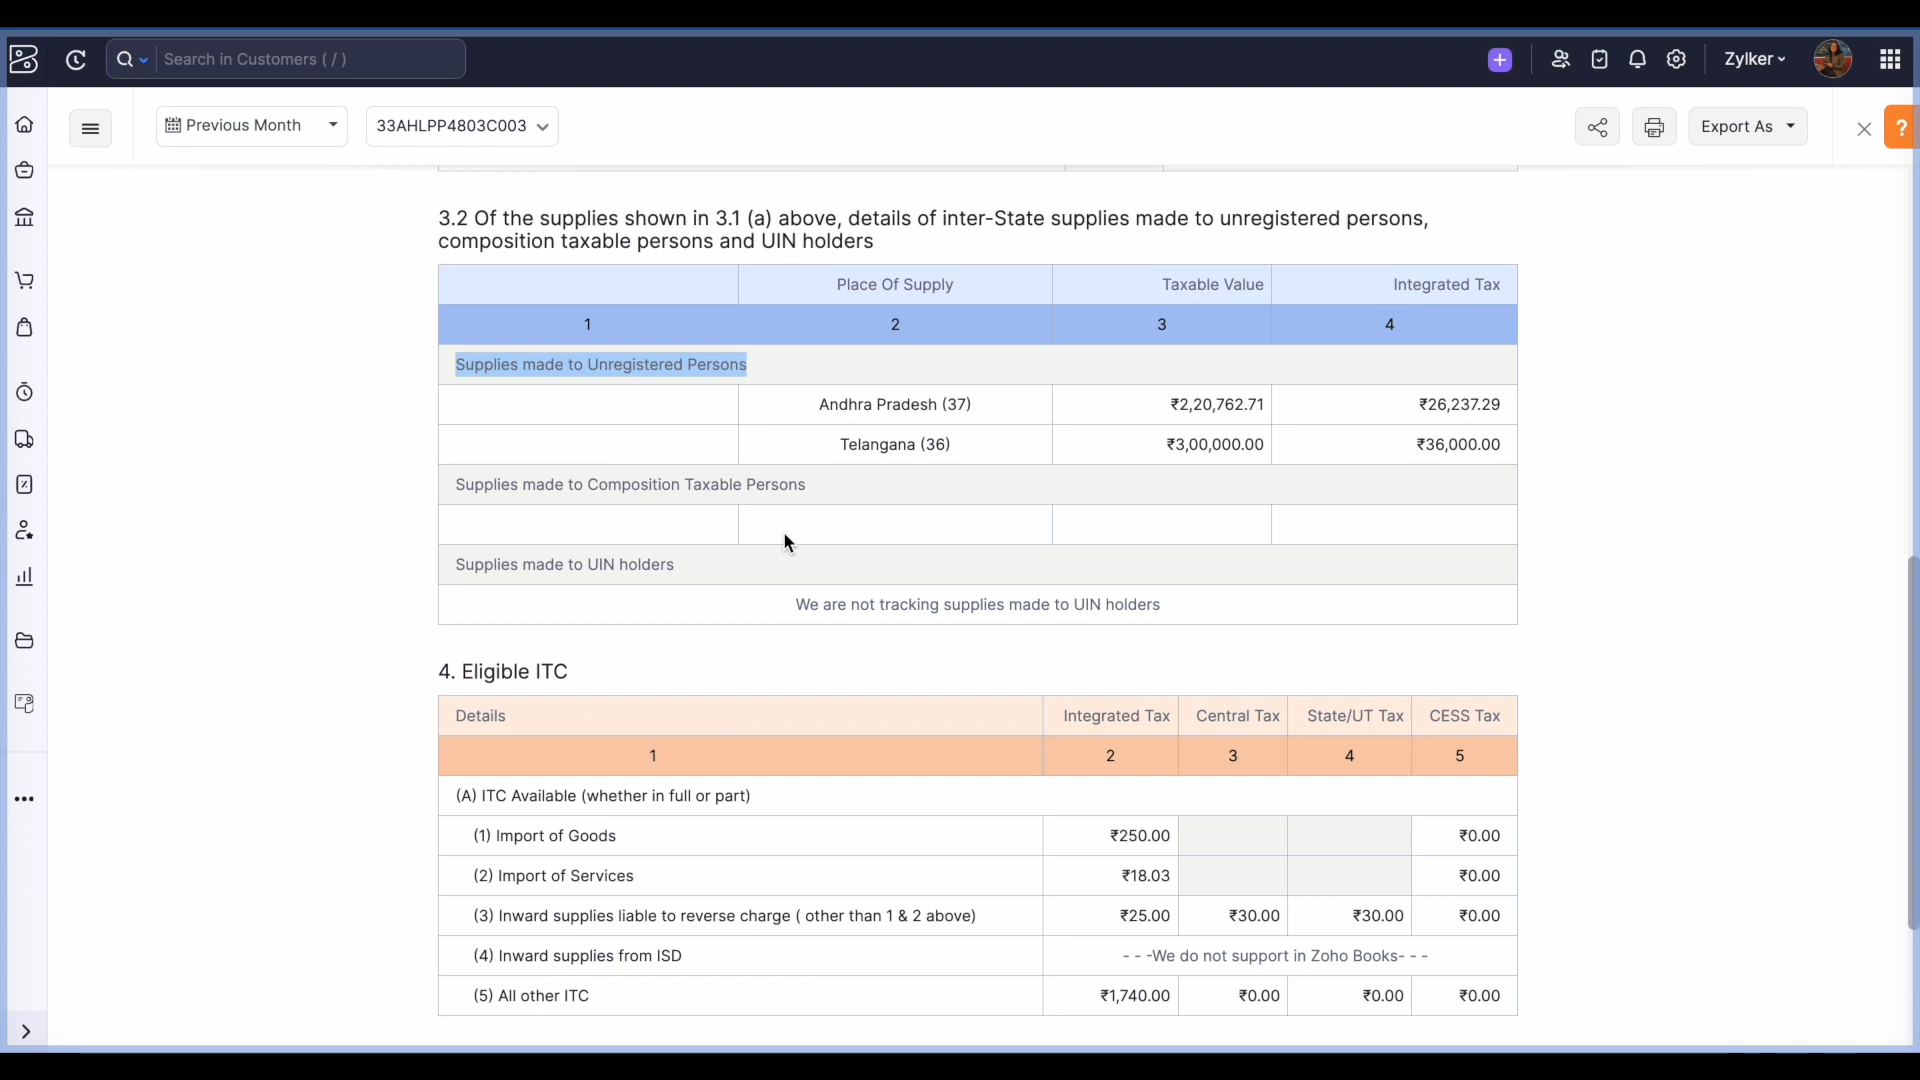 Search in Customers ( / )
Zylker
Previous Month
33AHLPP4803C003
Export As
?
3.2 Of the supplies shown in 3.1 (a) above, details of inter-State supplies made to unregistered persons,
composition taxable persons and UIN holders
Place Of Supply Taxable Value Integrated Tax
1 2 3 4
Supplies made to Unregistered Persons
Andhra Pradesh (37) ₹2,20,762.71 ₹26,237.29
Telangana (36) ₹3,00,000.00 ₹36,000.00
Supplies made to Composition Taxable Persons
Supplies made to UIN holders
We are not tracking supplies made to UIN holders
4. Eligible ITC
Details Integrated Tax Central Tax State/UT Tax CESS Tax
1 2 3 4 5
(A) ITC Available (whether in full or part)
(1) Import of Goods ₹250.00 ₹0.00
(2) Import of Services ₹18.03 ₹0.00
(3) Inward supplies liable to reverse charge ( other than 1 & 2 above) ₹25.00 ₹30.00 ₹30.00 ₹0.00
(4) Inward supplies from ISD - - -We do not support in Zoho Books- - -
(5) All other ITC ₹1,740.00 ₹0.00 ₹0.00 ₹0.00